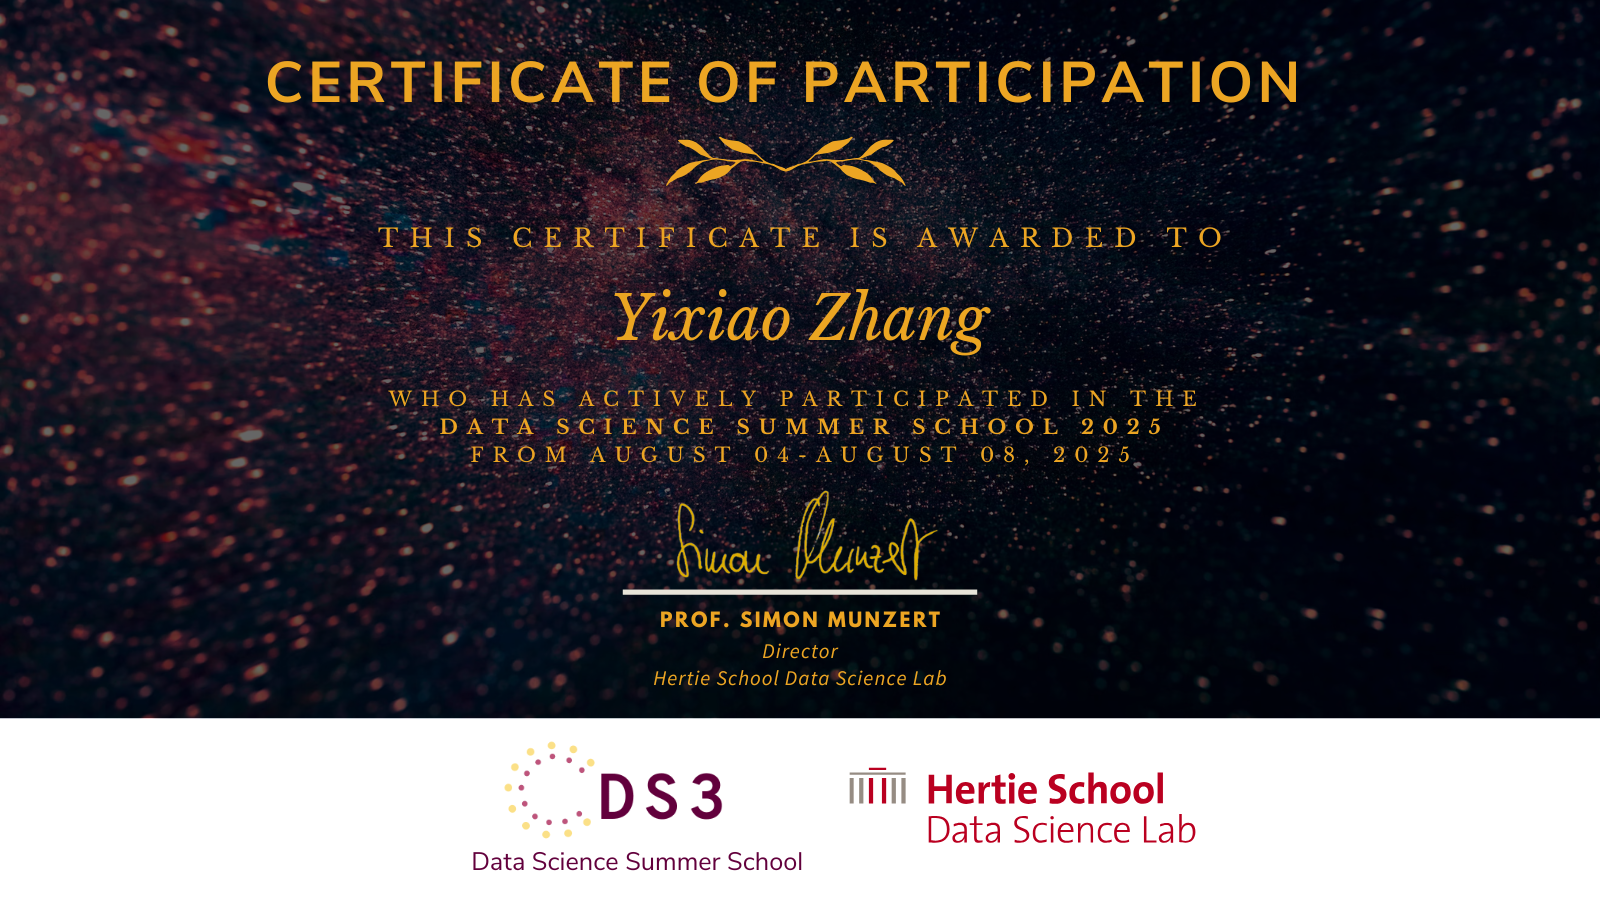 CERTIFICATE OF PARTICIPATION
THIS CERTIFICATE IS AWARDED TO
Yixiao Zhang
WHO HAS ACTIVELY PARTICIPATED IN THE
DATA SCIENCE SUMMER SCHOOL 2025
FROM AUGUST 04-AUGUST 08, 2025
Simon Munzert
PROF. SIMON MUNZERT
Director
Hertie School Data Science Lab
DS3
Data Science Summer School
Hertie School
Data Science Lab